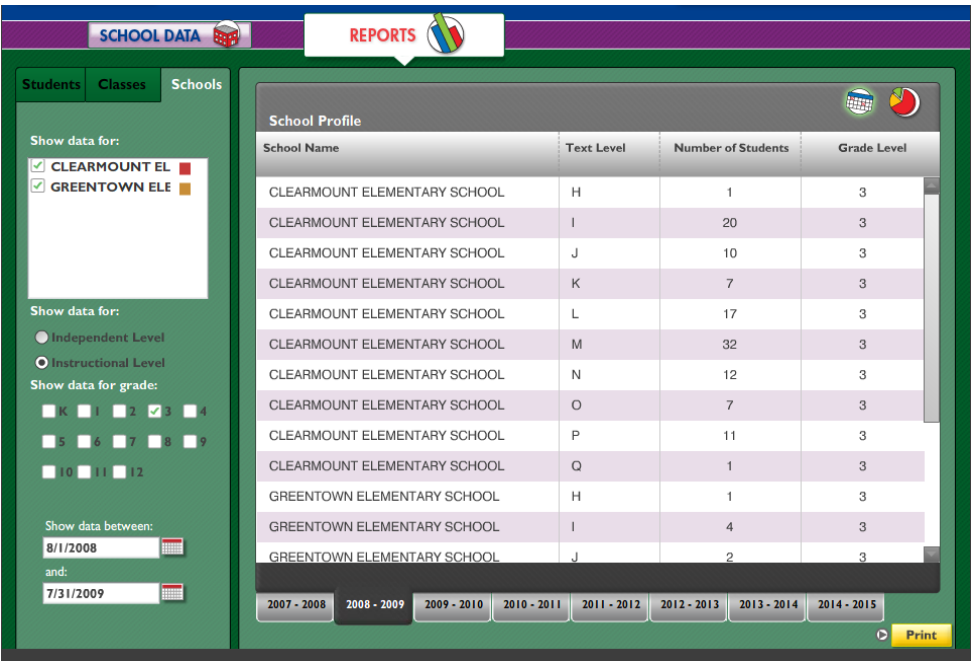 SCHOOL DATA
REPORTS
Students Classes Schools
Show data for:
CLEARMOUNT EL
GREENTOWN ELE
Show data for:
Independent Level
Instructional Level
Show data for grade:
K 1 2 3 4
5 6 7 8 9
10 11 12
Show data between:
8/1/2008
and:
7/31/2009
School Profile
School Name Text Level Number of Students Grade Level
CLEARMOUNT ELEMENTARY SCHOOL H 1 3
CLEARMOUNT ELEMENTARY SCHOOL I 20 3
CLEARMOUNT ELEMENTARY SCHOOL J 10 3
CLEARMOUNT ELEMENTARY SCHOOL K 7 3
CLEARMOUNT ELEMENTARY SCHOOL L 17 3
CLEARMOUNT ELEMENTARY SCHOOL M 32 3
CLEARMOUNT ELEMENTARY SCHOOL N 12 3
CLEARMOUNT ELEMENTARY SCHOOL O 7 3
CLEARMOUNT ELEMENTARY SCHOOL P 11 3
CLEARMOUNT ELEMENTARY SCHOOL Q 1 3
GREENTOWN ELEMENTARY SCHOOL H 1 3
GREENTOWN ELEMENTARY SCHOOL I 4 3
GREENTOWN ELEMENTARY SCHOOL J 2 3
2007 - 2008 2008 - 2009 2009 - 2010 2010 - 2011 2011 - 2012 2012 - 2013 2013 - 2014 2014 - 2015
Print